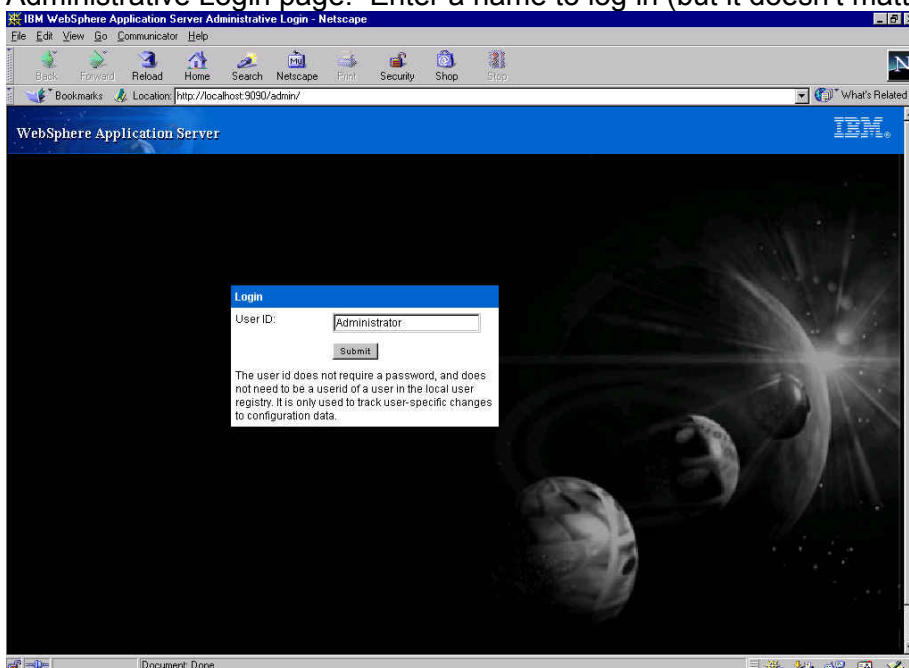 Administrative Login page. Enter a name to log in (but it doesn't matt
IBM WebSphere Application Server Administrative Login - Netscape
File Edit View Go Communicator Help
Back Forward Reload Home Search Netscape Print Security Shop Stop
Bookmarks Location: http://localhost:9090/admin/ What's Related
WebSphere Application Server IBM
Login
User ID: Administrator
Submit
The user id does not require a password, and does
not need to be a userid of a user in the local user
registry. It is only used to track user-specific changes
to configuration data.
Document: Done